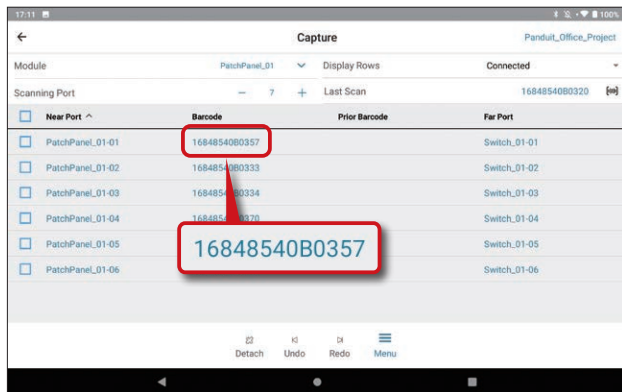 17:11 100%
Capture Panduit_Office_Project
Module PatchPanel_01 Display Rows Connected
Scanning Port − 7 + Last Scan 16848540B0320
Near Port Barcode Prior Barcode Far Port
PatchPanel_01-01 16848540B0357 Switch_01-01
PatchPanel_01-02 16848540B0333 Switch_01-02
PatchPanel_01-03 16848540B0334 Switch_01-03
PatchPanel_01-04 16848540B0370 Switch_01-04
PatchPanel_01-05 Switch_01-05
16848540B0357
PatchPanel_01-06 Switch_01-06
Detach Undo Redo Menu